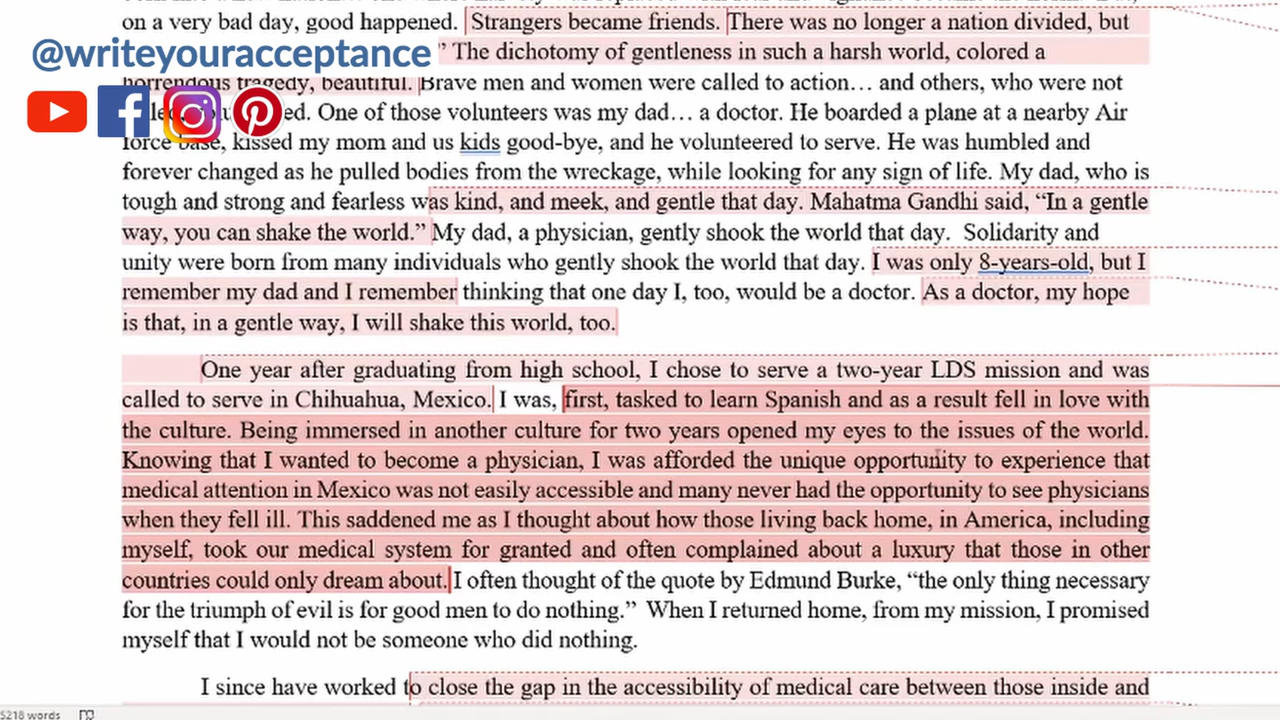 on a very bad day, good happened. Strangers became friends. There was no longer a nation divided, but
@writeyouracceptance ” The dichotomy of gentleness in such a harsh world, colored a
horrendous tragedy, beautiful. Brave men and women were called to action… and others, who were not
One of those volunteers was my dad… a doctor. He boarded a plane at a nearby Air
force base, kissed my mom and us kids good-bye, and he volunteered to serve. He was humbled and
forever changed as he pulled bodies from the wreckage, while looking for any sign of life. My dad, who is
tough and strong and fearless was kind, and meek, and gentle that day. Mahatma Gandhi said, “In a gentle
way, you can shake the world.” My dad, a physician, gently shook the world that day. Solidarity and
unity were born from many individuals who gently shook the world that day. I was only 8-years-old, but I
remember my dad and I remember thinking that one day I, too, would be a doctor. As a doctor, my hope
is that, in a gentle way, I will shake this world, too.
One year after graduating from high school, I chose to serve a two-year LDS mission and was
called to serve in Chihuahua, Mexico. I was, first, tasked to learn Spanish and as a result fell in love with
the culture. Being immersed in another culture for two years opened my eyes to the issues of the world.
Knowing that I wanted to become a physician, I was afforded the unique opportunity to experience that
medical attention in Mexico was not easily accessible and many never had the opportunity to see physicians
when they fell ill. This saddened me as I thought about how those living back home, in America, including
myself, took our medical system for granted and often complained about a luxury that those in other
countries could only dream about. I often thought of the quote by Edmund Burke, “the only thing necessary
for the triumph of evil is for good men to do nothing.” When I returned home, from my mission, I promised
myself that I would not be someone who did nothing.
I since have worked to close the gap in the accessibility of medical care between those inside and
5218 words